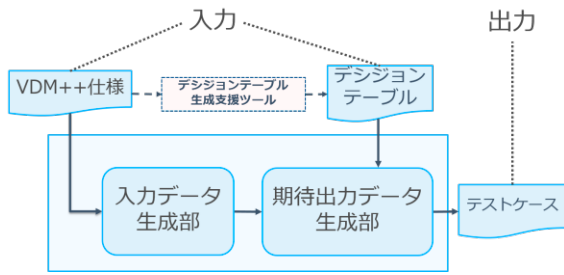 入力
出力
VDM++仕様
デシジョンテーブル
生成支援ツール
デシジョン
テーブル
入力データ
生成部
期待出力データ
生成部
テストケース